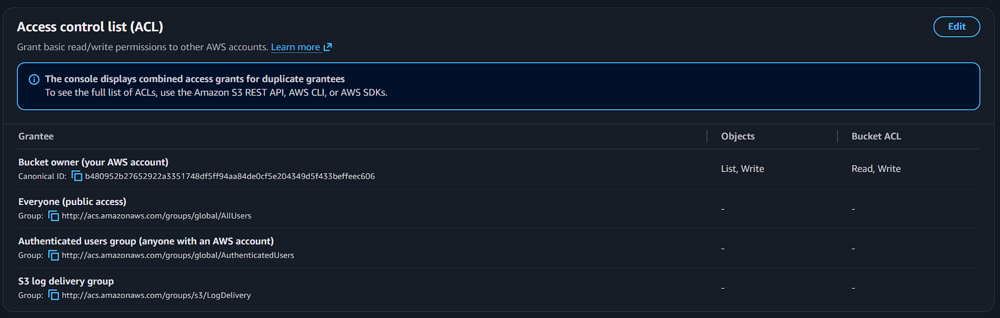 Access control list (ACL)
Edit
Grant basic read/write permissions to other AWS accounts. Learn more
The console displays combined access grants for duplicate grantees
To see the full list of ACLs, use the Amazon S3 REST API, AWS CLI, or AWS SDKs.
Grantee Objects Bucket ACL
Bucket owner (your AWS account)
Canonical ID: b480952b27652922a3351748df5ff94aa84de0cf5e204349d5f433beffeec606
List, Write Read, Write
Everyone (public access)
Group: http://acs.amazonaws.com/groups/global/AllUsers
- -
Authenticated users group (anyone with an AWS account)
Group: http://acs.amazonaws.com/groups/global/AuthenticatedUsers
- -
S3 log delivery group
Group: http://acs.amazonaws.com/groups/s3/LogDelivery
- -